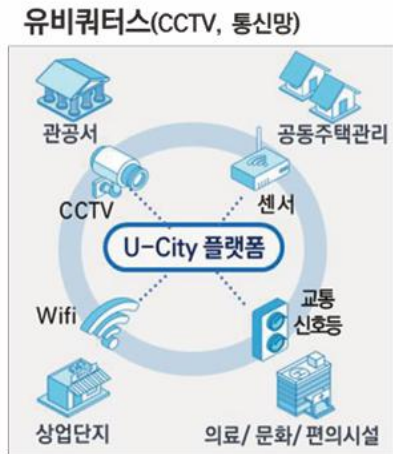 유비쿼터스(CCTV, 통신망)
관공서
공동주택관리
CCTV
센서
U-City 플랫폼
Wifi
교통
신호등
상업단지
의료/ 문화/ 편의시설